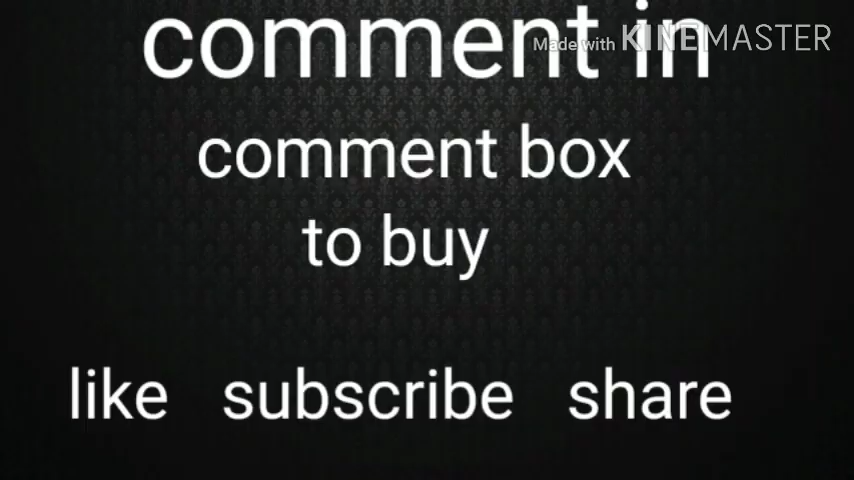 comment in
Made with KINEMASTER
comment box
to buy
like subscribe share